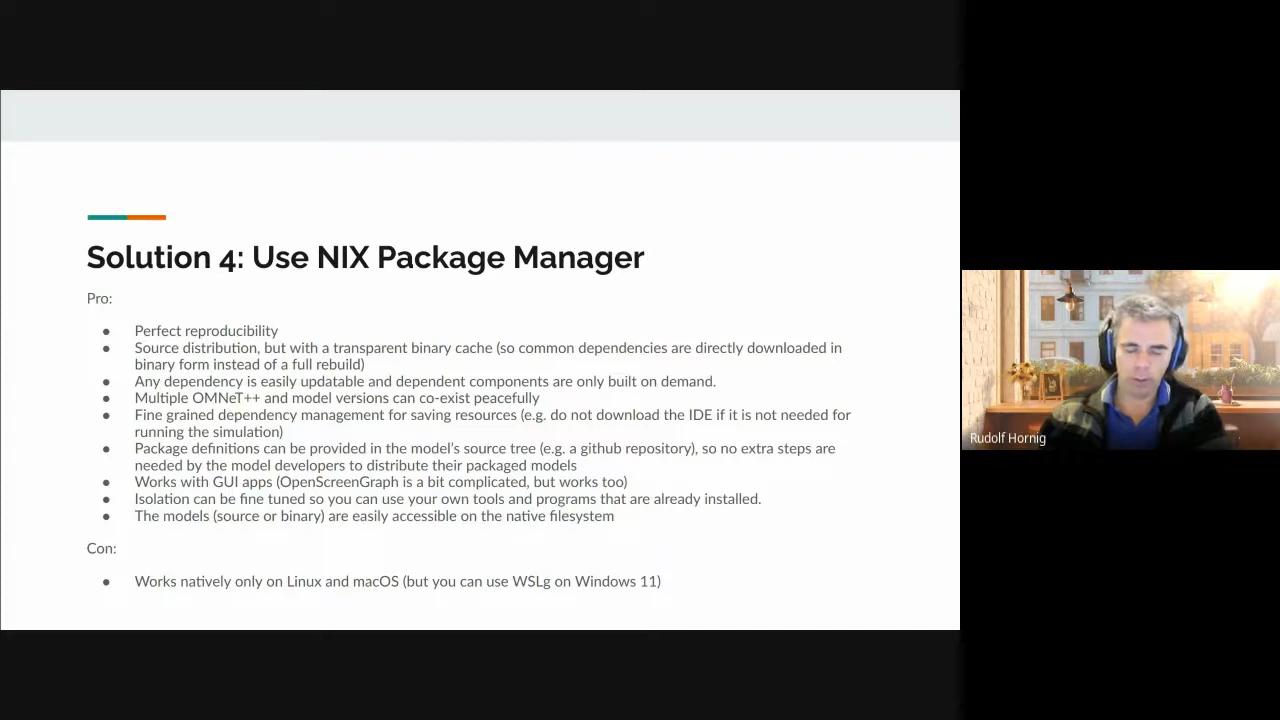 Solution 4: Use NIX Package Manager
Pro:
● Perfect reproducibility
● Source distribution, but with a transparent binary cache (so common dependencies are directly downloaded in
binary form instead of a full rebuild)
● Any dependency is easily updatable and dependent components are only built on demand.
● Multiple OMNeT++ and model versions can co-exist peacefully
● Fine grained dependency management for saving resources (e.g. do not download the IDE if it is not needed for
running the simulation)
● Package definitions can be provided in the model's source tree (e.g. a github repository), so no extra steps are
needed by the model developers to distribute their packaged models
● Works with GUI apps (OpenScreenGraph is a bit complicated, but works too)
● Isolation can be fine tuned so you can use your own tools and programs that are already installed.
● The models (source or binary) are easily accessible on the native filesystem
Con:
● Works natively only on Linux and macOS (but you can use WSLg on Windows 11)
Rudolf Hornig